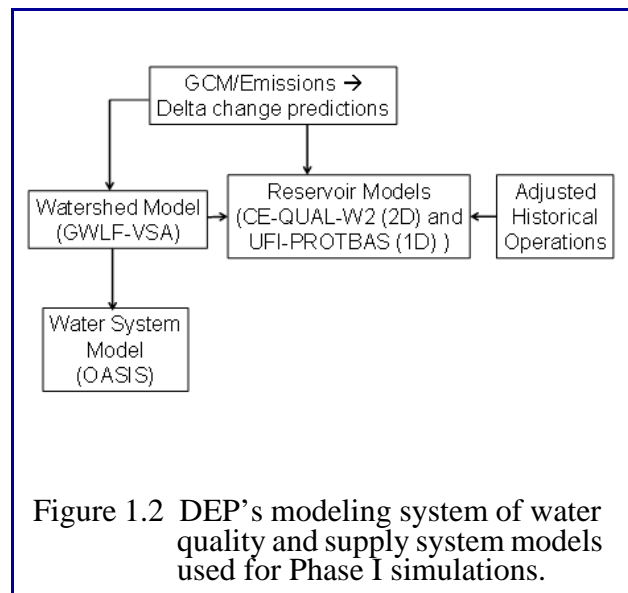 GCM/Emissions →
Delta change predictions
Watershed Model
(GWLF-VSA)
Reservoir Models
(CE-QUAL-W2 (2D) and
UFI-PROTBAS (1D) )
Adjusted
Historical
Operations
Water System
Model
(OASIS)
Figure 1.2 DEP's modeling system of water
quality and supply system models
used for Phase I simulations.